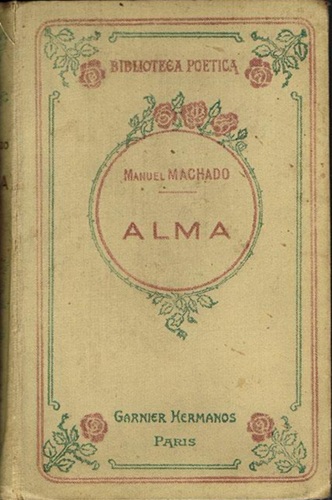 BIBLIOTECA POETICA
MANUEL MACHADO
ALMA
GARNIER HERMANOS
PARIS